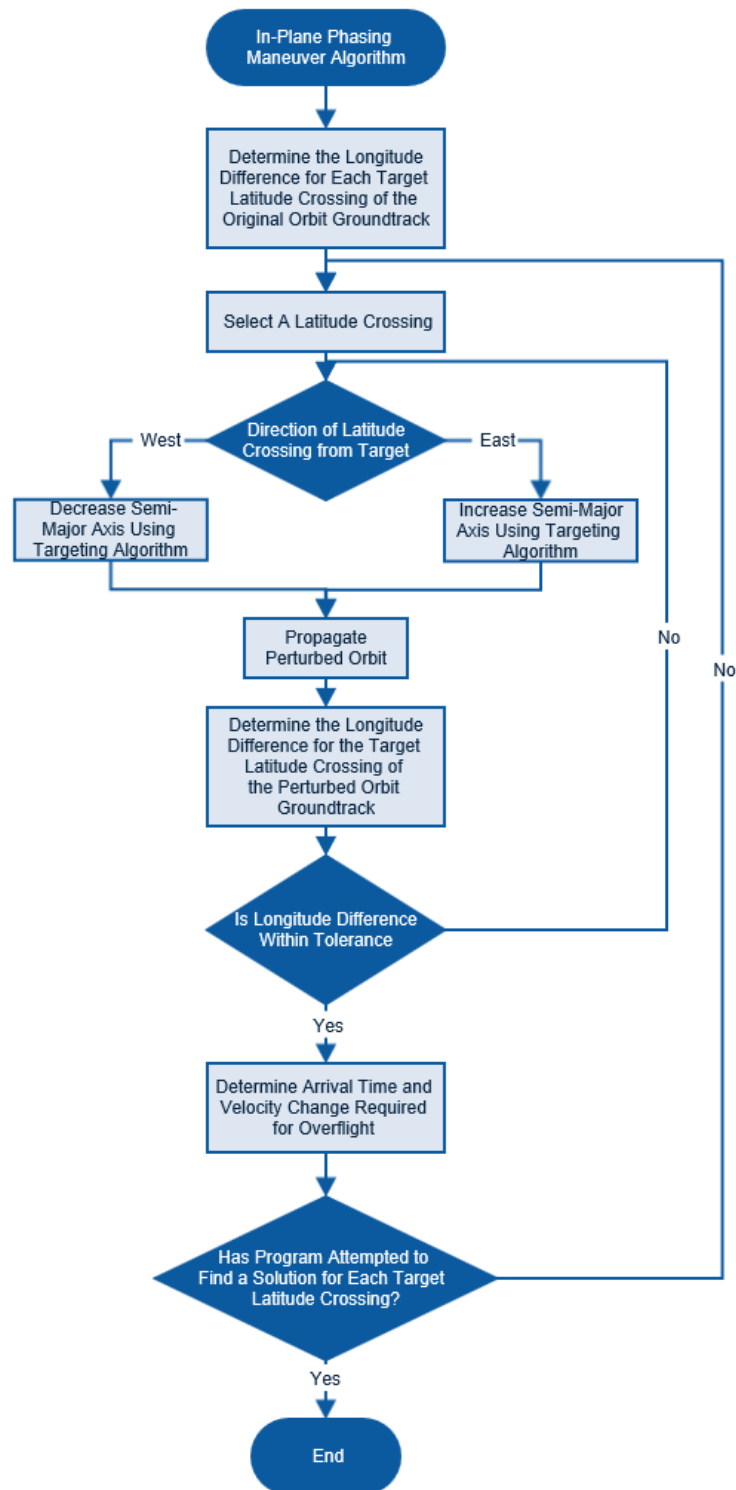 In-Plane Phasing
Maneuver Algorithm
Determine the Longitude
Difference for Each Target
Latitude Crossing of the
Original Orbit Groundtrack
Select A Latitude Crossing
Direction of Latitude
Crossing from Target
West
East
Decrease Semi-
Major Axis Using
Targeting Algorithm
Increase Semi-Major
Axis Using Targeting
Algorithm
Propagate
Perturbed Orbit
No
No
Determine the Longitude
Difference for the Target
Latitude Crossing of
the Perturbed Orbit
Groundtrack
Is Longitude Difference
Within Tolerance
Yes
Determine Arrival Time and
Velocity Change Required
for Overflight
Has Program Attempted to
Find a Solution for Each Target
Latitude Crossing?
Yes
End